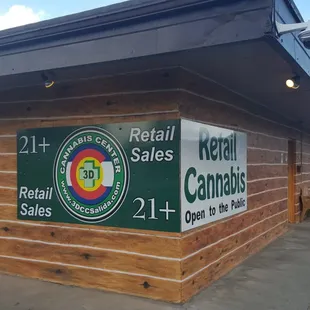 21+
Retail
Sales
CANNABIS CENTER
3D
www.3DCCSalida.com
Retail
Sales
21+
Retail
Cannabis
Open to the Public